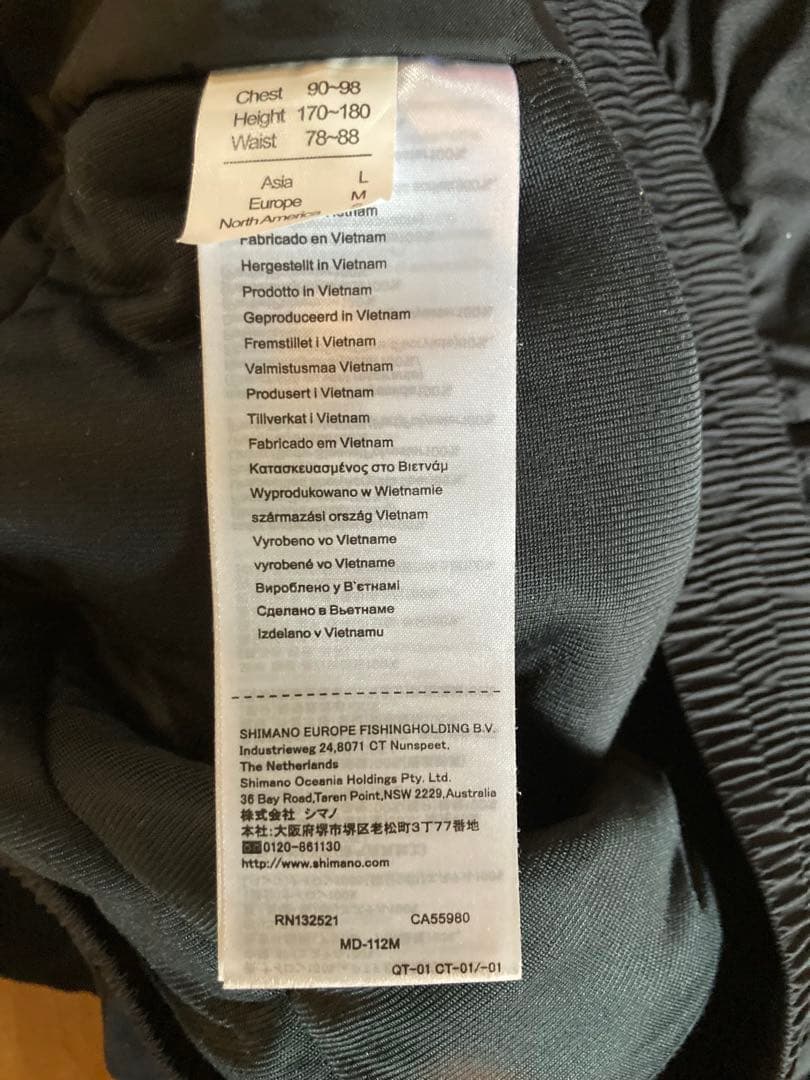 Chest 90~98
Height 170~180
Waist 78~88
Asia L
Europe M
North America
Fabricado en Vietnam
Hergestellt in Vietnam
Prodotto in Vietnam
Geproduceerd in Vietnam
Fremstillet i Vietnam
Valmistusmaa Vietnam
Produsert i Vietnam
Tillverkat i Vietnam
Fabricado em Vietnam
Κατασκευασμένος στο Βιετνάμ
Wyprodukowano w Wietnamie
származási ország Vietnam
Vyrobeno vo Vietname
vyrobené vo Vietname
Вироблено у В`єтнамі
Сделано в Вьетнаме
Izdelano v Vietnamu
SHIMANO EUROPE FISHINGHOLDING B.V.
Industrieweg 24,8071 CT Nunspeet,
The Netherlands
Shimano Oceania Holdings Pty. Ltd.
36 Bay Road,Taren Point,NSW 2229,Australia
株式会社 シマノ
本社:大阪府堺市堺区老松町3丁77番地
0120-861130
http://www.shimano.com
RN132521 CA55980
MD-112M
QT-01 CT-01/-01